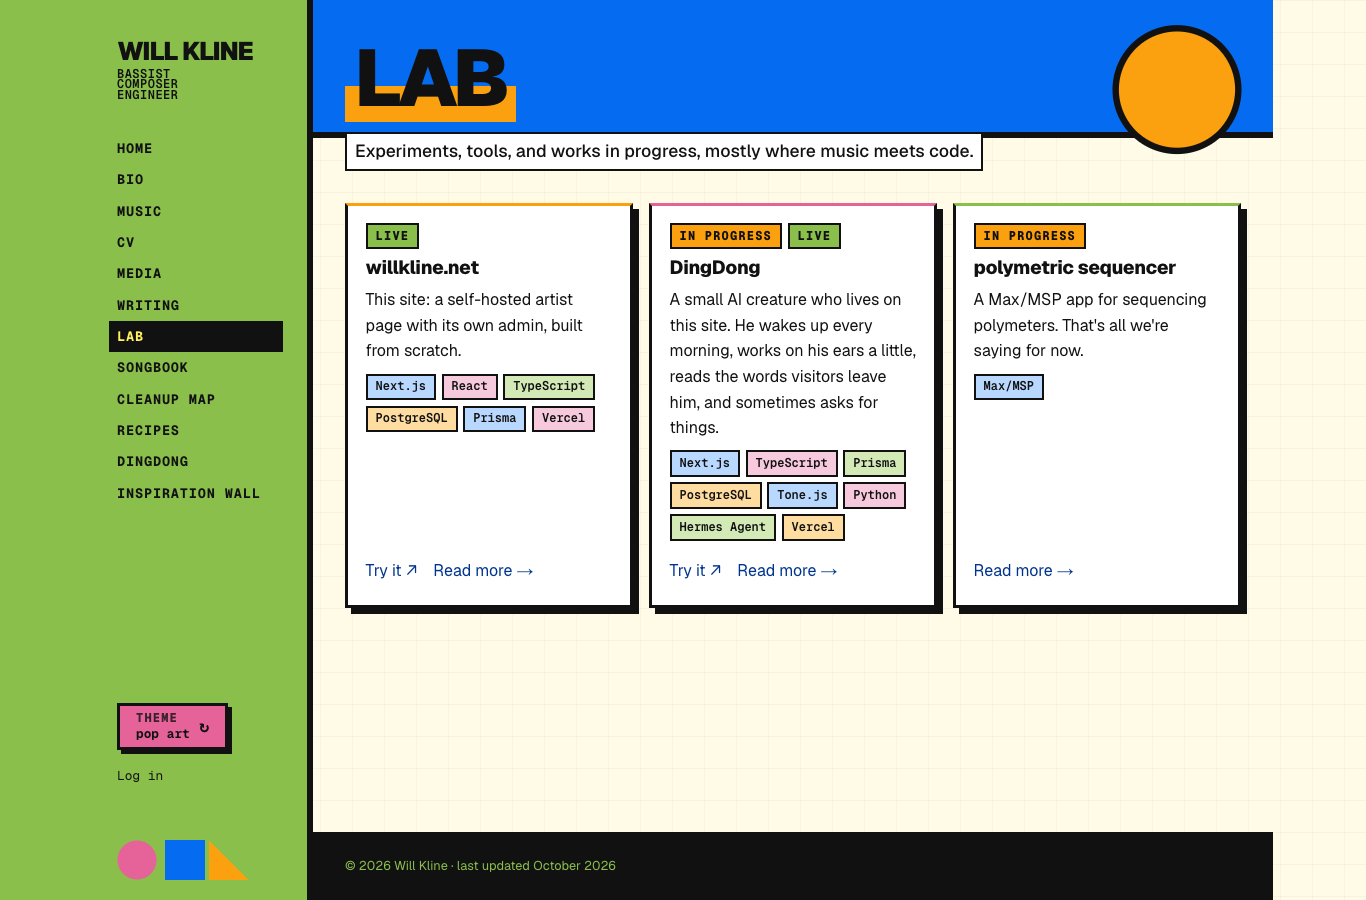 WILL KLINE
BASSIST
COMPOSER
ENGINEER
HOME
BIO
MUSIC
CV
MEDIA
WRITING
LAB
SONGBOOK
CLEANUP MAP
RECIPES
DINGDONG
INSPIRATION WALL
THEME
pop art ↻
Log in
LAB
Experiments, tools, and works in progress, mostly where music meets code.
LIVE
willkline.net
This site: a self-hosted artist
page with its own admin, built
from scratch.
Next.js React TypeScript
PostgreSQL Prisma Vercel
Try it ↗ Read more →
IN PROGRESS LIVE
DingDong
A small AI creature who lives on
this site. He wakes up every
morning, works on his ears a little,
reads the words visitors leave
him, and sometimes asks for
things.
Next.js TypeScript Prisma
PostgreSQL Tone.js Python
Hermes Agent Vercel
Try it ↗ Read more →
IN PROGRESS
polymetric sequencer
A Max/MSP app for sequencing
polymeters. That's all we're
saying for now.
Max/MSP
Read more →
© 2026 Will Kline · last updated October 2026